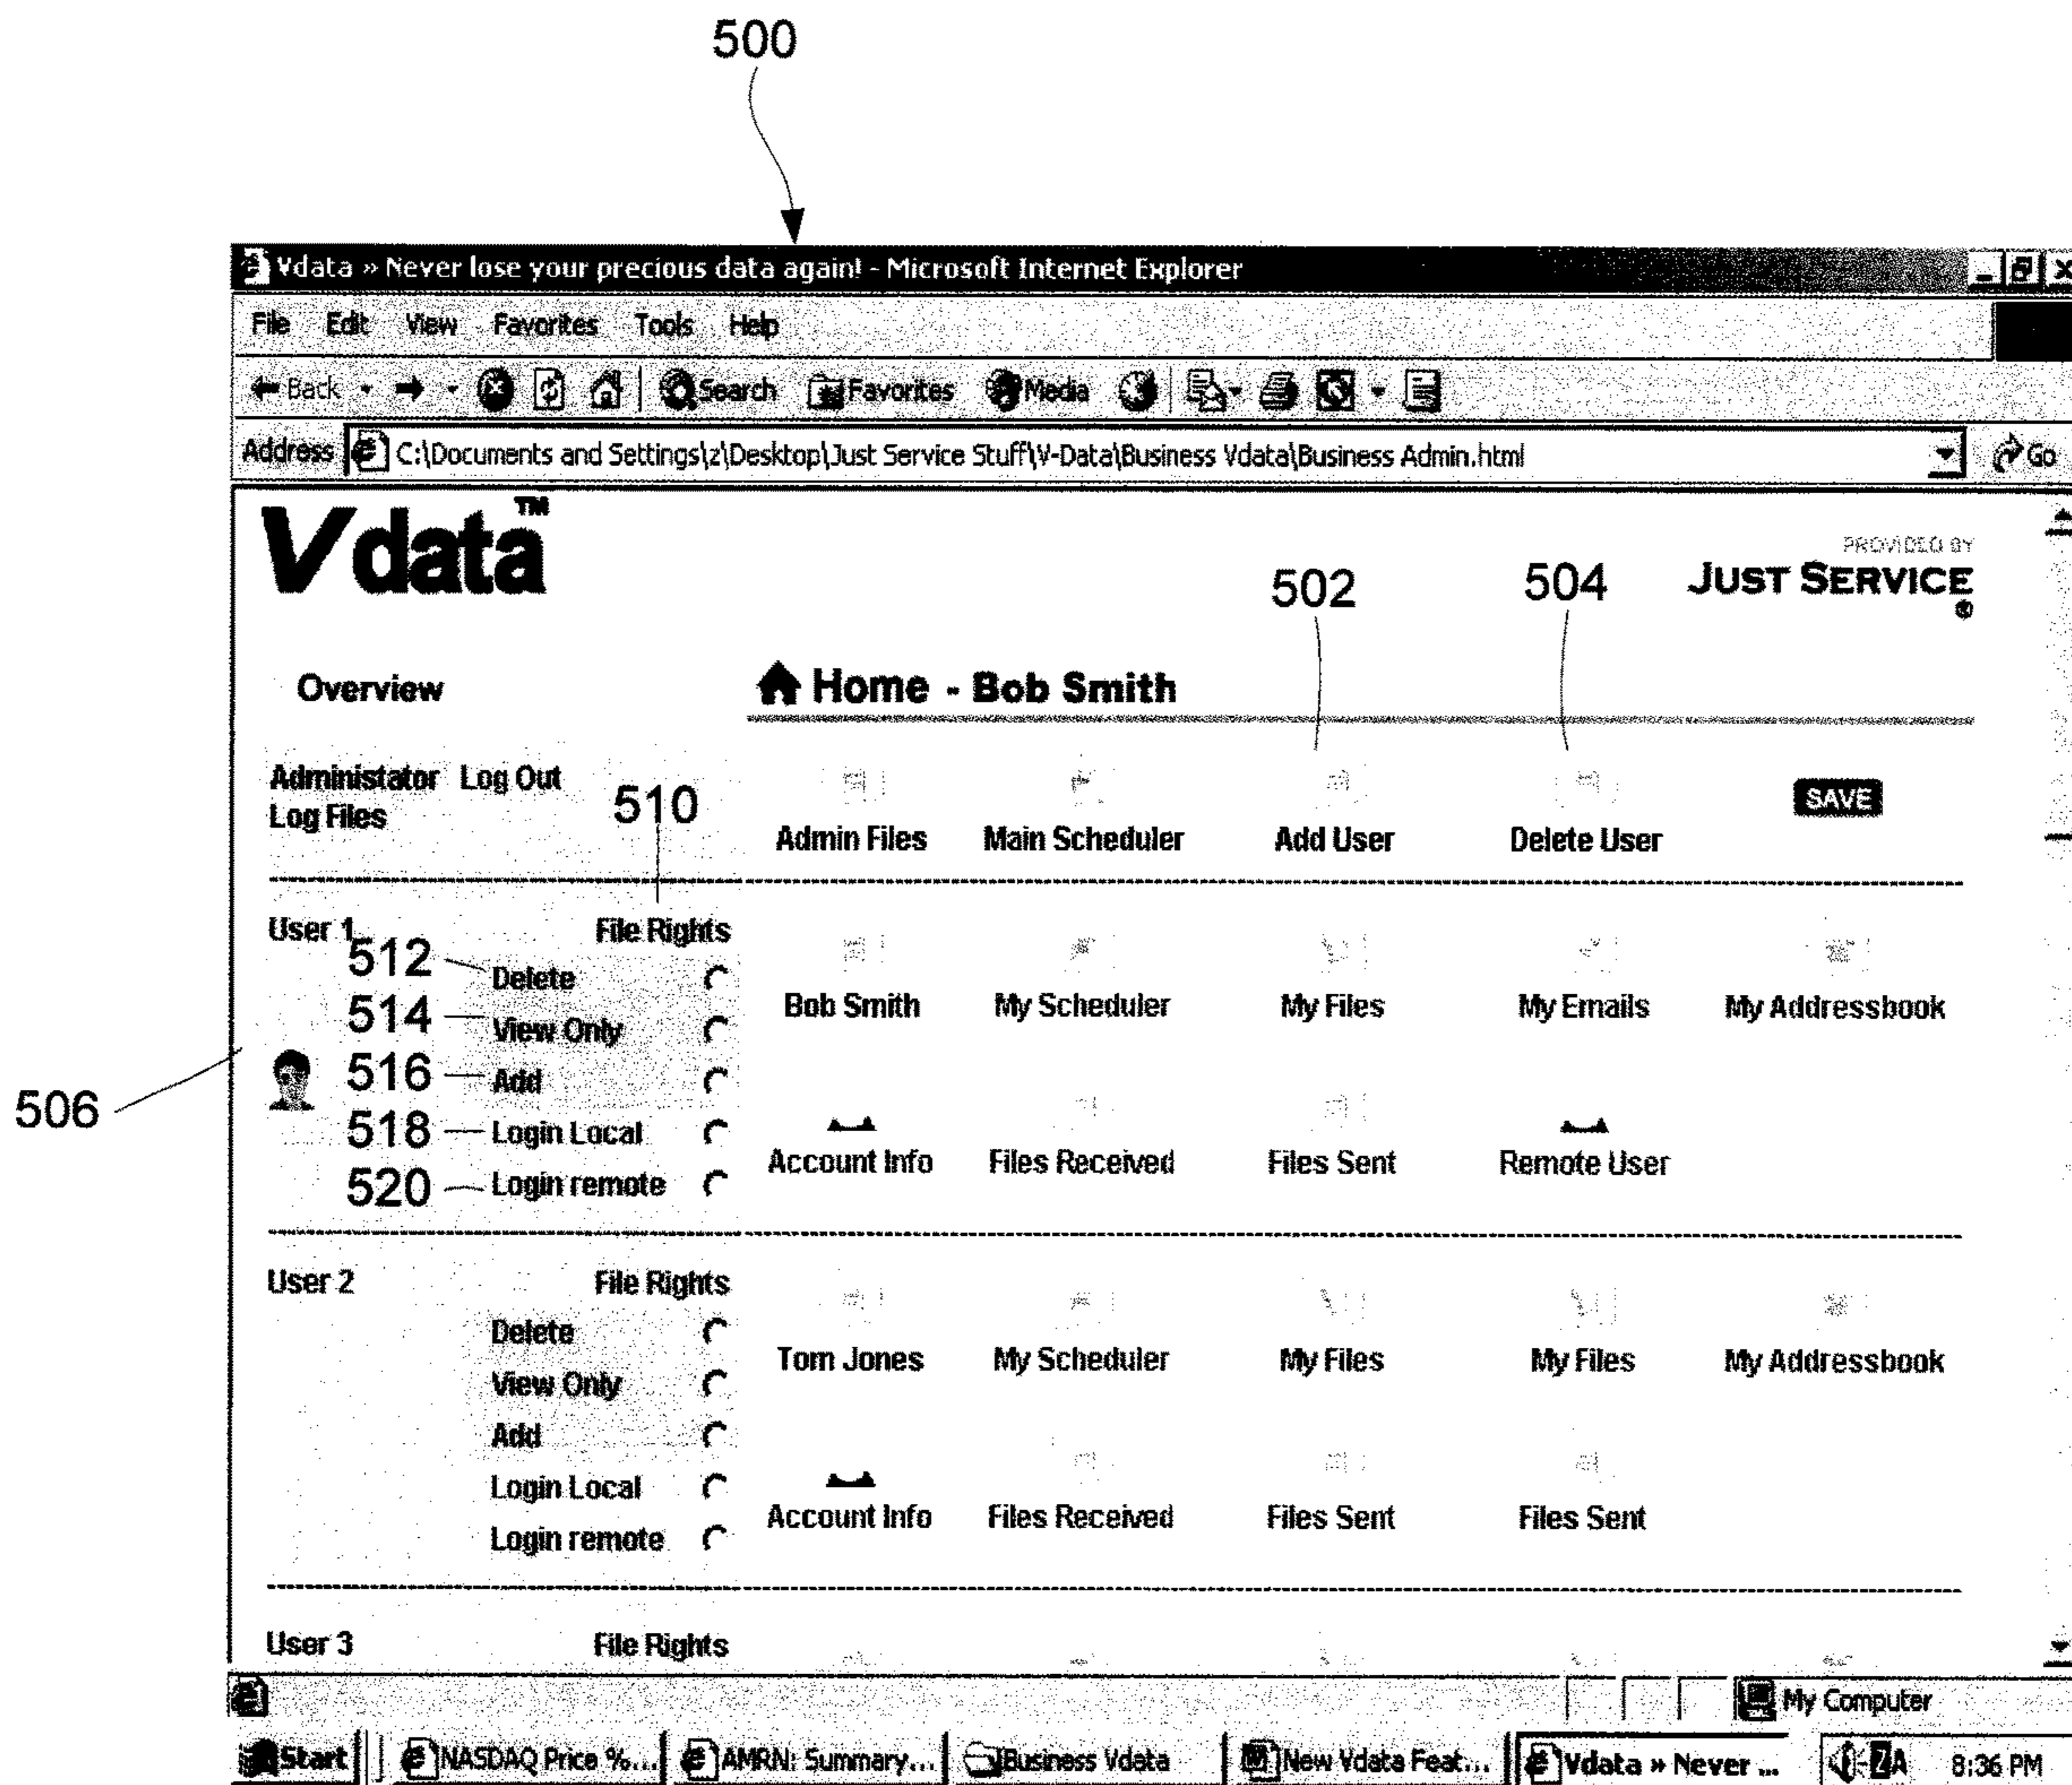 500
Vdata » Never lose your precious data again! - Microsoft Internet Explorer
File Edit View Favorites Tools Help
Back Search Favorites Media
Address C:\Documents and Settings\z\Desktop\Just Service Stuff\V-Data\Business Vdata\Business Admin.html Go
Vdata™
PROVIDED BY
JUST SERVICE
®
502 504
Overview Home - Bob Smith
Administator Log Out
Log Files
510
SAVE
Admin Files Main Scheduler Add User Delete User
User 1 File Rights
512 Delete
514 View Only
516 Add
518 Login Local
520 Login remote
506
Bob Smith My Scheduler My Files My Emails My Addressbook
Account Info Files Received Files Sent Remote User
User 2 File Rights
Delete
View Only
Add
Login Local
Login remote
Tom Jones My Scheduler My Files My Files My Addressbook
Account Info Files Received Files Sent Files Sent
User 3 File Rights
My Computer
Start NASDAQ Price %... AMRN: Summary... Business Vdata New Vdata Feat... Vdata » Never ... 8:36 PM